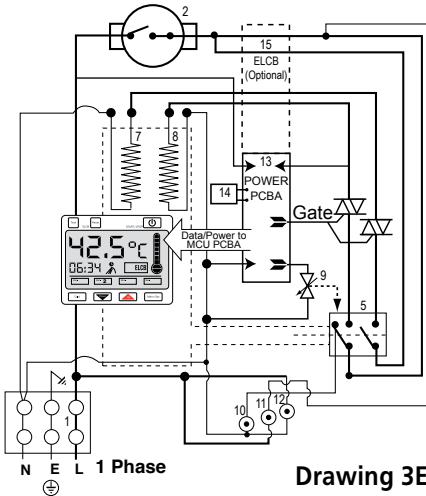 2
15
ELCB
(Optional)
7
8
13
POWER
PCBA
14
Gate
42.5°C
06:34
ELCB
Data/Power to
MCU PCBA
9
5
10
11
12
1
N E L 1 Phase
Drawing 3E